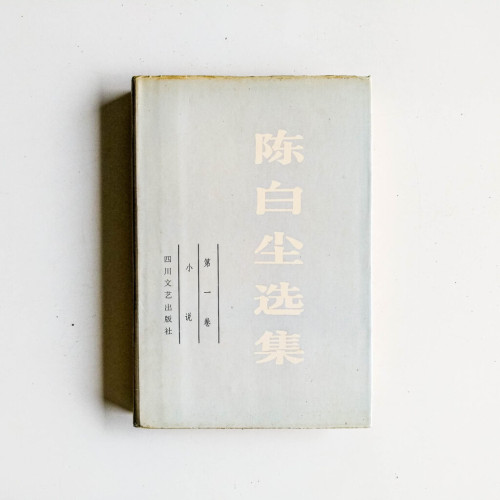 陈白尘选集
第一卷
小说
四川文艺出版社